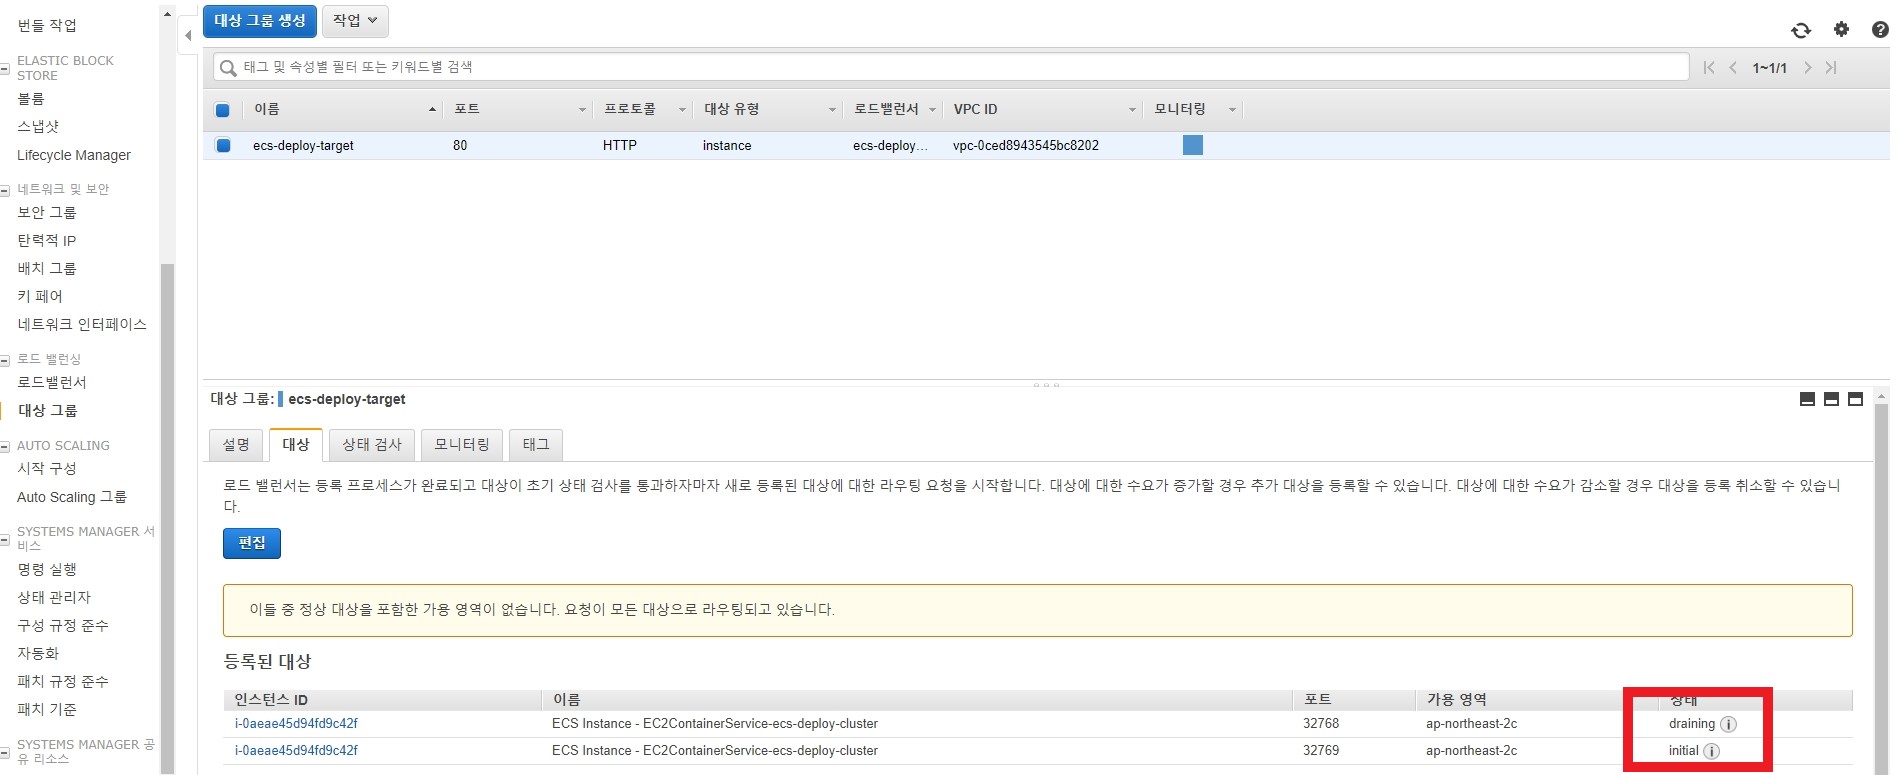 번들 작업
ELASTIC BLOCK
STORE
볼륨
스냅샷
Lifecycle Manager
네트워크 및 보안
보안 그룹
탄력적 IP
배치 그룹
키 페어
네트워크 인터페이스
로드 밸런싱
로드밸런서
대상 그룹
AUTO SCALING
시작 구성
Auto Scaling 그룹
SYSTEMS MANAGER 서
비스
명령 실행
상태 관리자
구성 규정 준수
자동화
패치 규정 준수
패치 기준
SYSTEMS MANAGER 공
유 리소스
대상 그룹 생성 작업
태그 및 속성별 필터 또는 키워드별 검색 1~1/1
이름 포트 프로토콜 대상 유형 로드밸런서 VPC ID 모니터링
ecs-deploy-target 80 HTTP instance ecs-deploy… vpc-0ced8943545bc8202
대상 그룹: ecs-deploy-target
설명 대상 상태 검사 모니터링 태그
로드 밸런서는 등록 프로세스가 완료되고 대상이 초기 상태 검사를 통과하자마자 새로 등록된 대상에 대한 라우팅 요청을 시작합니다. 대상에 대한 수요가 증가할 경우 추가 대상을 등록할 수 있습니다. 대상에 대한 수요가 감소할 경우 대상을 등록 취소할 수 있습니
다.
편집
이들 중 정상 대상을 포함한 가용 영역이 없습니다. 요청이 모든 대상으로 라우팅되고 있습니다.
등록된 대상
인스턴스 ID 이름 포트 가용 영역 상태
i-0aeae45d94fd9c42f ECS Instance - EC2ContainerService-ecs-deploy-cluster 32768 ap-northeast-2c draining
i-0aeae45d94fd9c42f ECS Instance - EC2ContainerService-ecs-deploy-cluster 32769 ap-northeast-2c initial